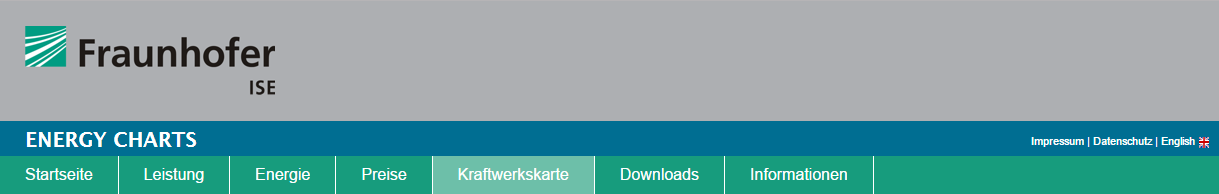 Fraunhofer
ISE
ENERGY CHARTS
Impressum | Datenschutz | English
Startseite Leistung Energie Preise Kraftwerkskarte Downloads Informationen